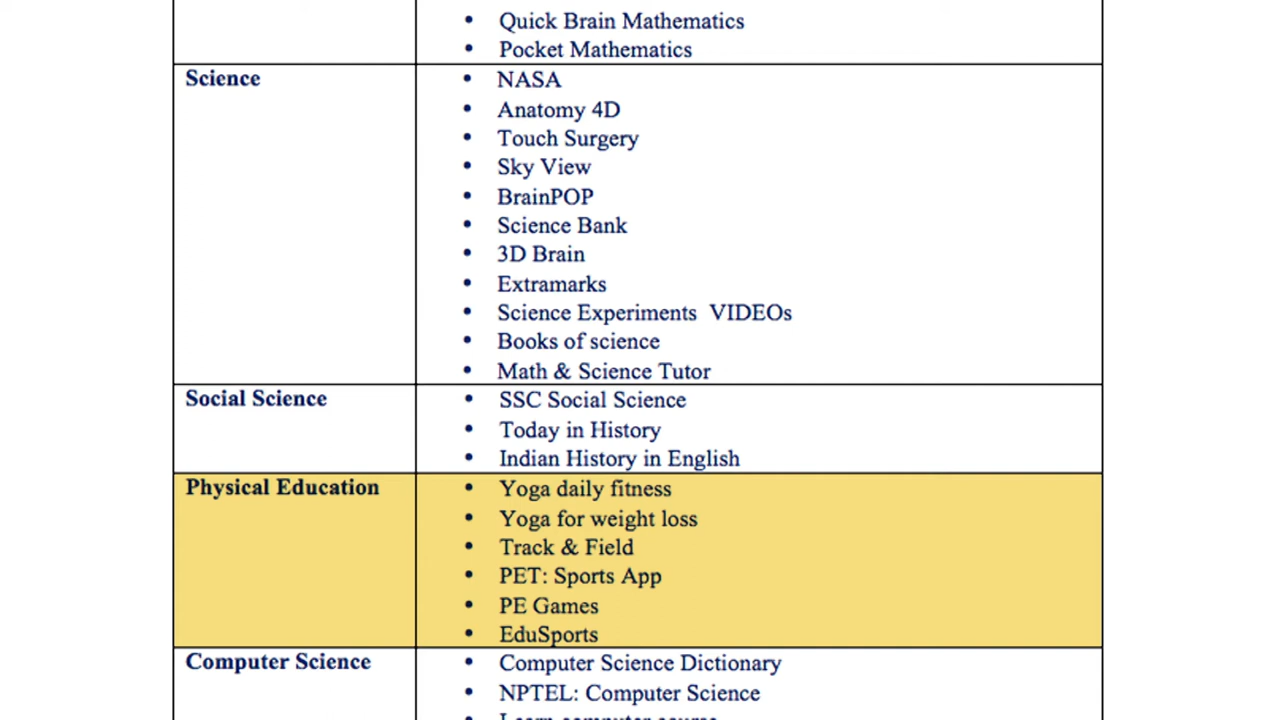 • Quick Brain Mathematics
• Pocket Mathematics
Science
• NASA
• Anatomy 4D
• Touch Surgery
• Sky View
• BrainPOP
• Science Bank
• 3D Brain
• Extramarks
• Science Experiments  VIDEOs
• Books of science
• Math & Science Tutor
Social Science
• SSC Social Science
• Today in History
• Indian History in English
Physical Education
• Yoga daily fitness
• Yoga for weight loss
• Track & Field
• PET: Sports App
• PE Games
• EduSports
Computer Science
• Computer Science Dictionary
• NPTEL: Computer Science
• Learn computer course